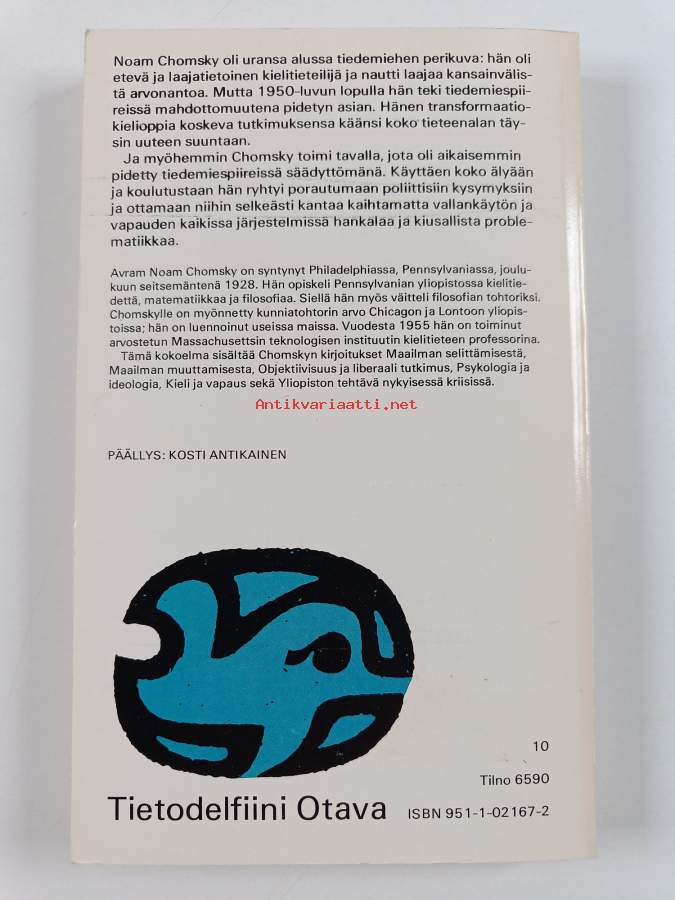 Noam Chomsky oli uransa alussa tiedemiehen perikuva: hän oli
etevä ja laajatietoinen kielitieteilijä ja nautti laajaa kansainvälis-
tä arvonantoa. Mutta 1950-luvun lopulla hän teki tiedemiespii-
reissä mahdottomuutena pidetyn asian. Hänen transformaatio-
kielioppia koskeva tutkimuksensa käänsi koko tieteenalan täy-
sin uuteen suuntaan.
Ja myöhemmin Chomsky toimi tavalla, jota oli aikaisemmin
pidetty tiedemiespiireissä säädyttömänä. Käyttäen koko älyään
ja koulutustaan hän ryhtyi porautumaan poliittisiin kysymyksiin
ja ottamaan niihin selkeästi kantaa kaihtamatta vallankäytön ja
vapauden kaikissa järjestelmissä hankalaa ja kiusallista proble-
matiikkaa.
Avram Noam Chomsky on syntynyt Philadelphiassa, Pennsylvaniassa, joulu-
kuun seitsemäntenä 1928. Hän opiskeli Pennsylvanian yliopistossa kielitie-
dettä, matematiikkaa ja filosofiaa. Siellä hän myös väitteli filosofian tohtoriksi.
Chomskylle on myönnetty kunniatohtorin arvo Chicagon ja Lontoon yliopis-
toissa; hän on luennoinut useissa maissa. Vuodesta 1955 hän on toiminut
arvostetun Massachusettsin teknologisen instituutin kielitieteen professorina.
Tämä kokoelma sisältää Chomskyn kirjoitukset Maailman selittämisestä,
Maailman muuttamisesta, Objektiivisuus ja liberaali tutkimus, Psykologia ja
ideologia, Kieli ja vapaus sekä Yliopiston tehtävä nykyisessä kriisissä.
Antikvariaatti.net
PÄÄLLYS: KOSTI ANTIKAINEN
10
Tilno 6590
Tietodelfiini Otava ISBN 951-1-02167-2